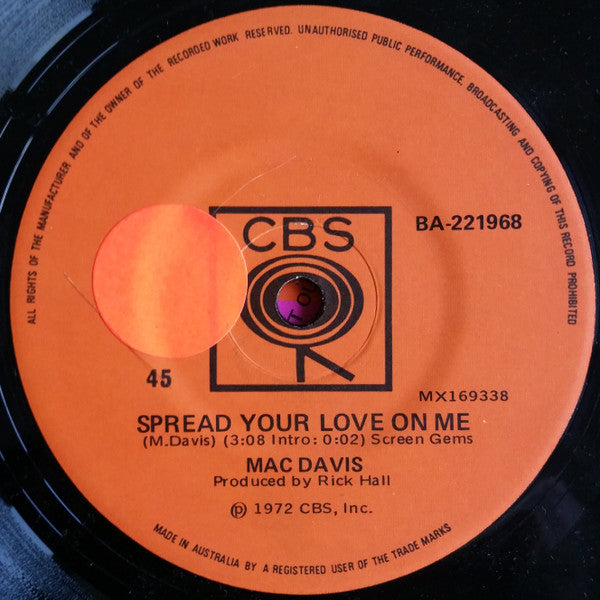 ALL RIGHTS OF THE MANUFACTURER, AND OF THE OWNER OF THE RECORDED WORK RESERVED. UNAUTHORISED PUBLIC PERFORMANCE, BROADCASTING AND COPYING OF THIS RECORD PROHIBITED
CBS
BA-221968
45
MX169338
SPREAD YOUR LOVE ON ME
(M.Davis) (3:08 Intro: 0:02) Screen Gems
MAC DAVIS
Produced by Rick Hall
℗ 1972 CBS, Inc.
MADE IN AUSTRALIA BY A REGISTERED USER OF THE TRADE MARKS